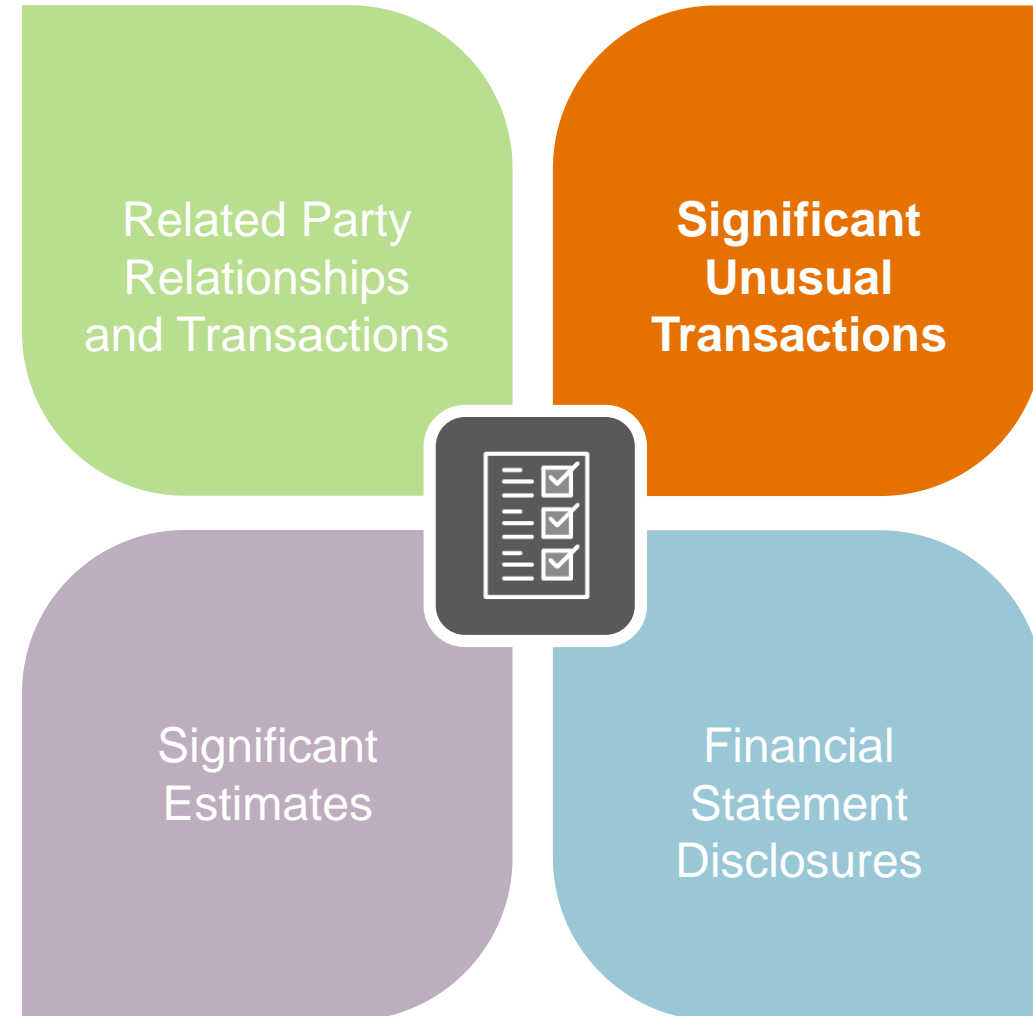 Related Party
Relationships
and Transactions
Significant
Unusual
Transactions
Significant
Estimates
Financial
Statement
Disclosures